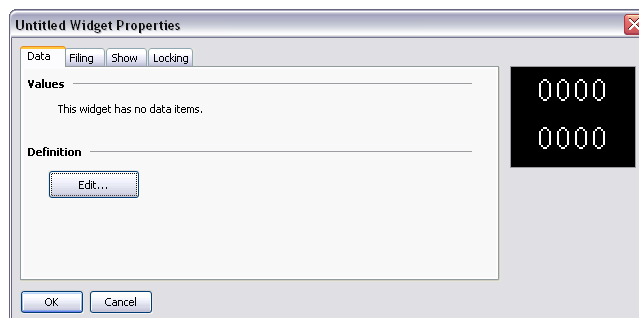 Untitled Widget Properties
Data Filing Show Locking
Values
This widget has no data items.
Definition
Edit...
OK Cancel
0000
0000